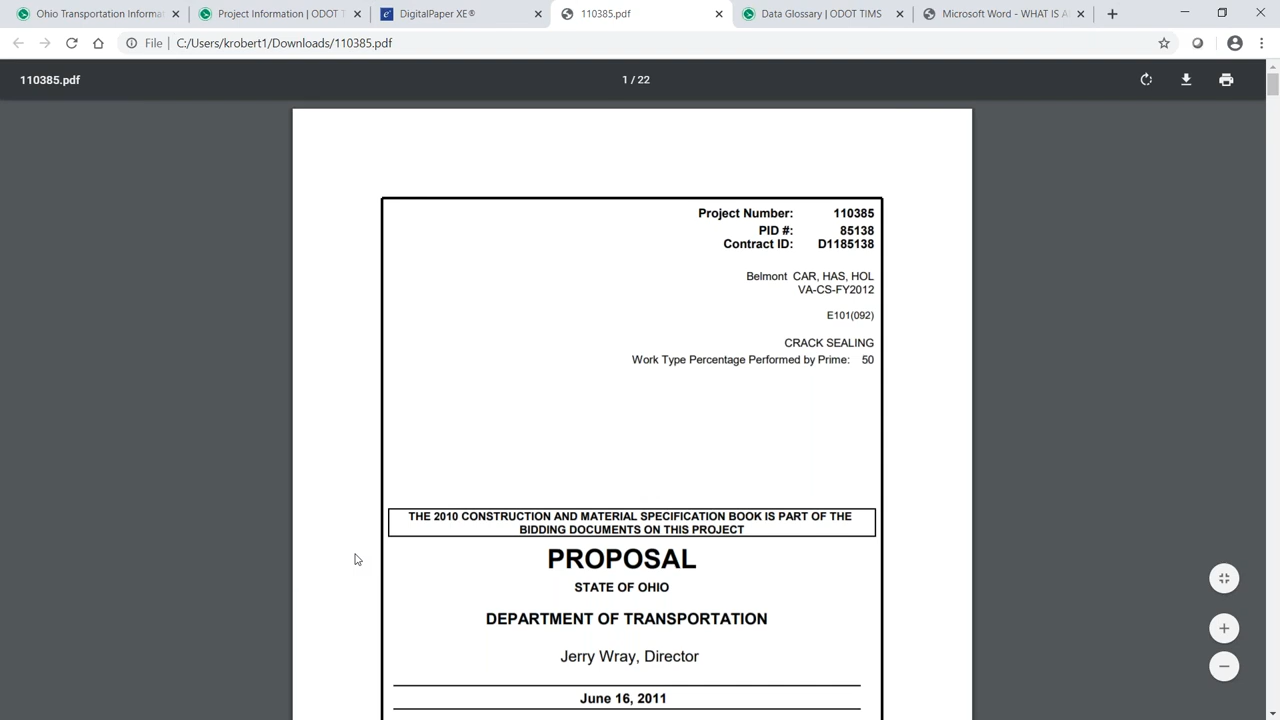 Ohio Transportation Informat
Project Information | ODOT T
DigitalPaper XE®
110385.pdf
Data Glossary | ODOT TIMS
Microsoft Word - WHAT IS A
File
C:/Users/krobert1/Downloads/110385.pdf
110385.pdf
1 / 22
Project Number: 110385
PID #: 85138
Contract ID: D1185138
Belmont CAR, HAS, HOL
VA-CS-FY2012
E101(092)
CRACK SEALING
Work Type Percentage Performed by Prime: 50
THE 2010 CONSTRUCTION AND MATERIAL SPECIFICATION BOOK IS PART OF THE
BIDDING DOCUMENTS ON THIS PROJECT
PROPOSAL
STATE OF OHIO
DEPARTMENT OF TRANSPORTATION
Jerry Wray, Director
June 16, 2011